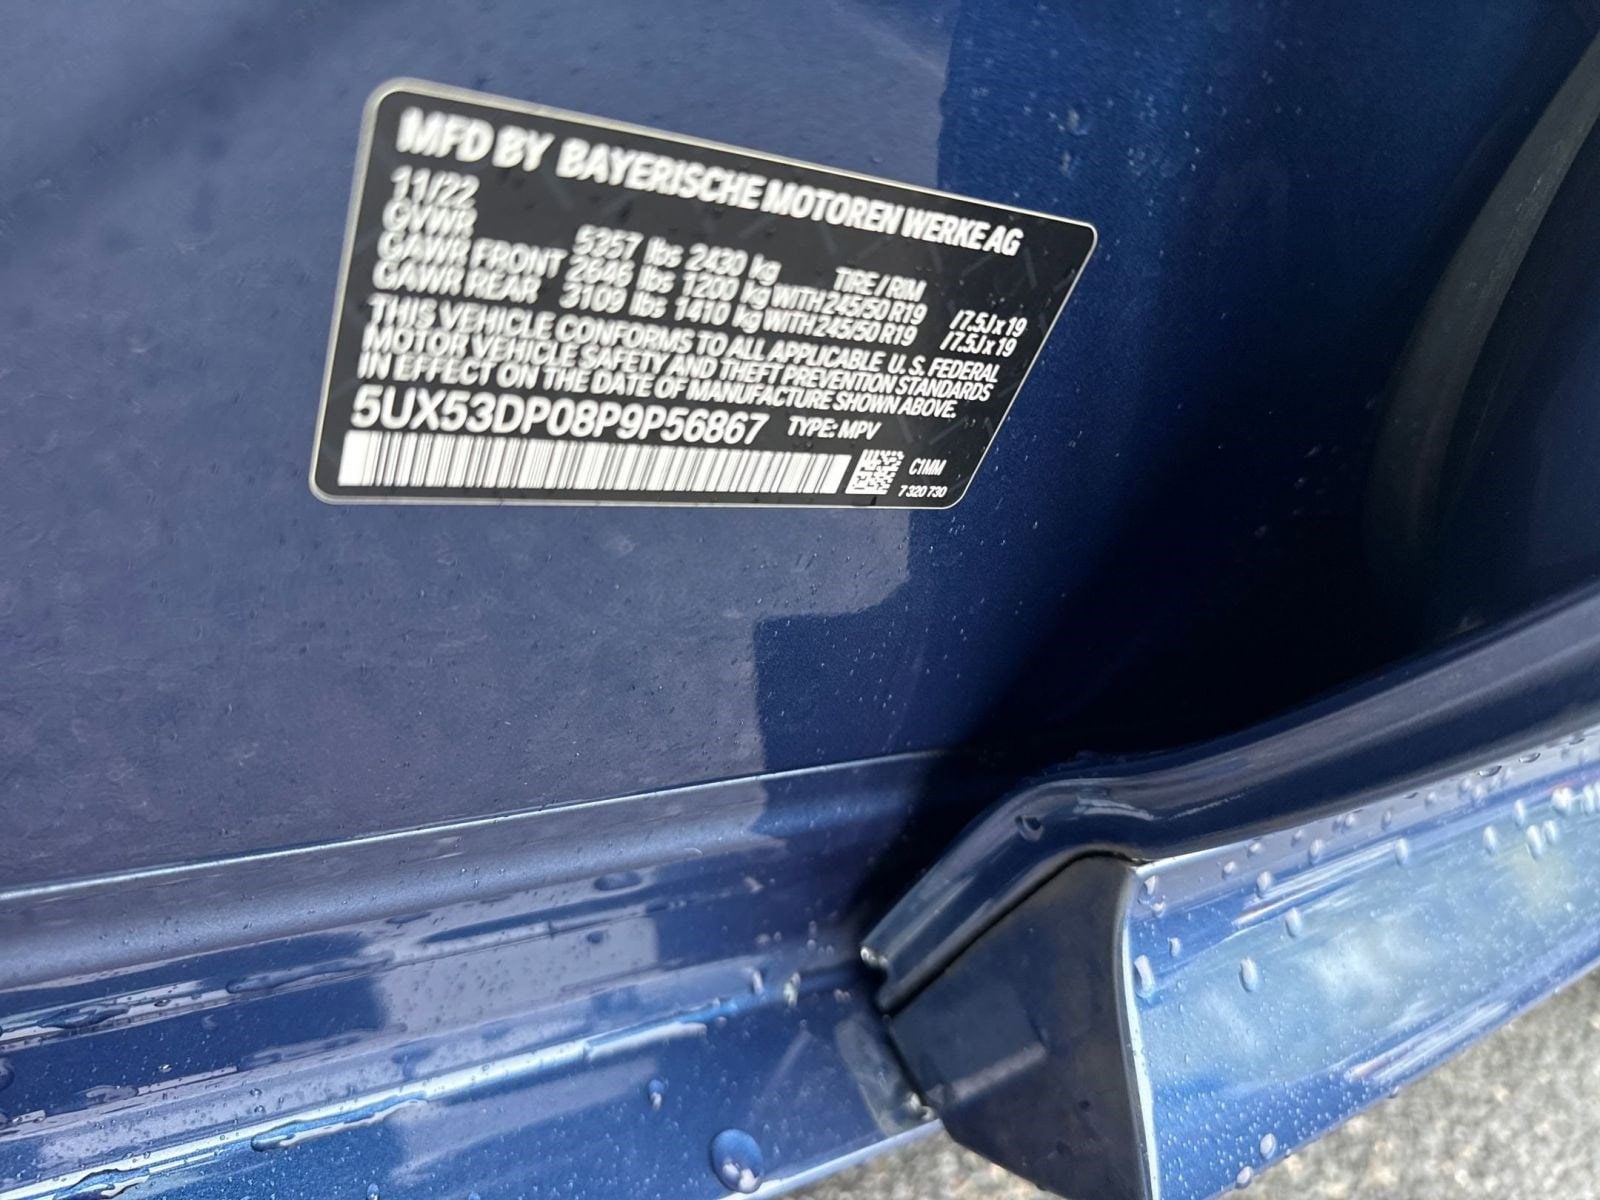 MFD BY BAYERISCHE MOTOREN WERKE AG
11/22
GVWR 5357 lbs 2430 kg TIRE / RIM
GAWR FRONT 2646 lbs 1200 kg WITH 245/50 R19 /7.5J x 19
GAWR REAR 3109 lbs 1410 kg WITH 245/50 R19 /7.5J x 19
THIS VEHICLE CONFORMS TO ALL APPLICABLE U. S. FEDERAL
MOTOR VEHICLE SAFETY AND THEFT PREVENTION STANDARDS
IN EFFECT ON THE DATE OF MANUFACTURE SHOWN ABOVE.
5UX53DP08P9P56867 TYPE: MPV
C1MM
7 320 730